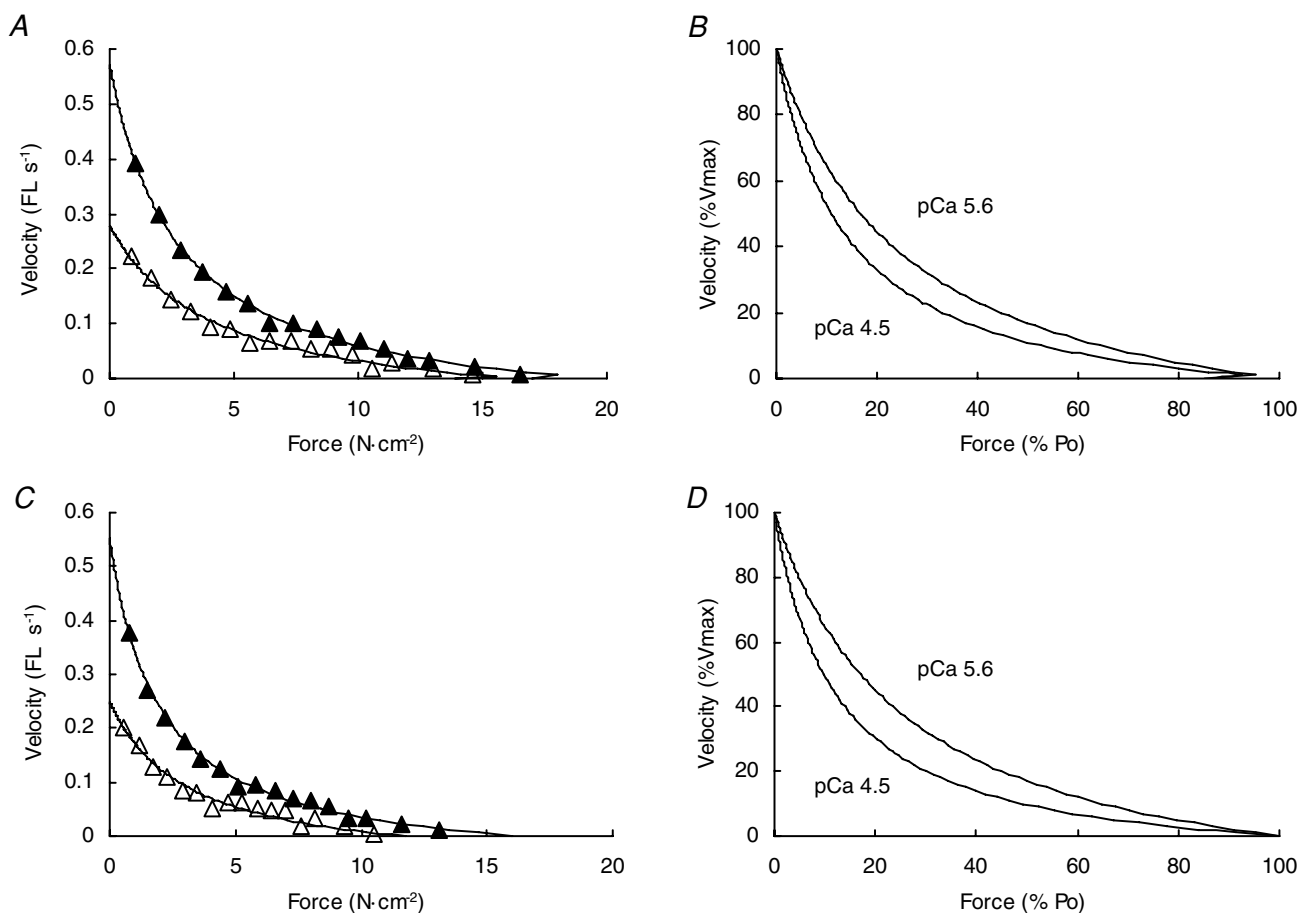 A
0.6
0.5
0.4
0.3
0.2
0.1
0
Velocity (FL s-1)
0 5 10 15 20
Force (N·cm-2)
B
100
80
60
40
20
0
Velocity (%Vmax)
pCa 5.6
pCa 4.5
0 20 40 60 80 100
Force (% Po)
C
0.6
0.5
0.4
0.3
0.2
0.1
0
Velocity (FL s-1)
0 5 10 15 20
Force (N·cm-2)
D
100
80
60
40
20
0
Velocity (%Vmax)
pCa 5.6
pCa 4.5
0 20 40 60 80 100
Force (% Po)